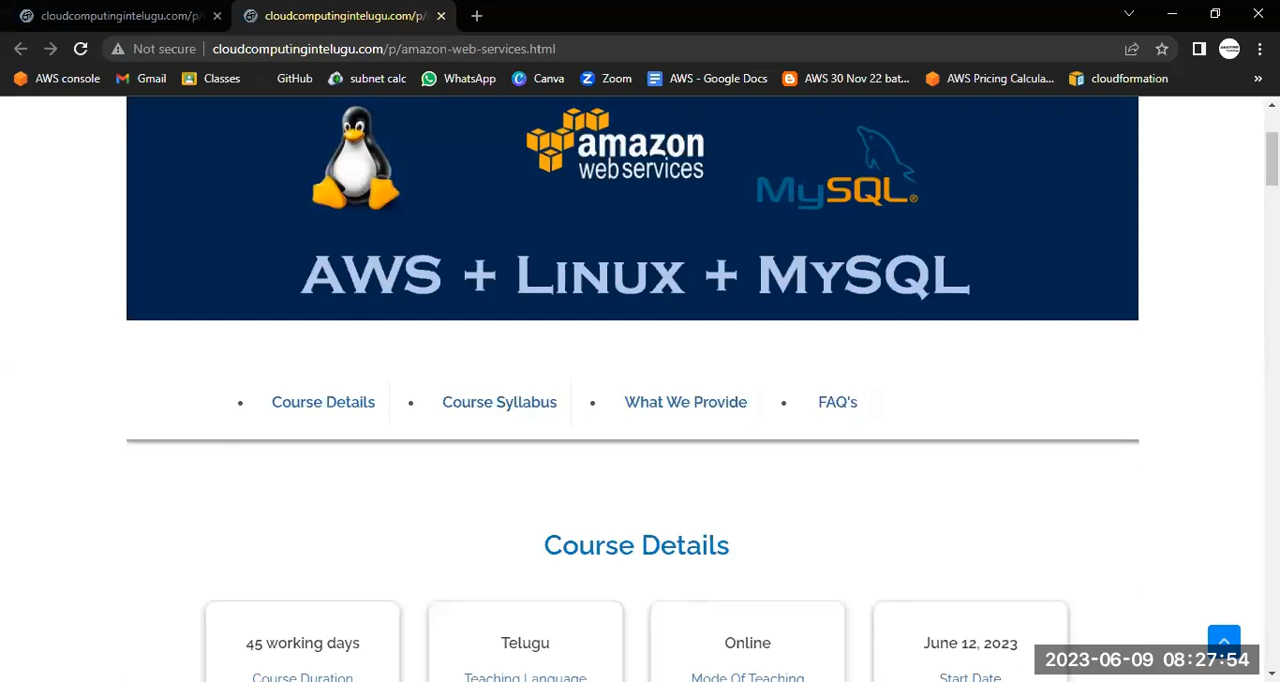 cloudcomputingintelugu.com/p/
cloudcomputingintelugu.com/p/
Not secure
cloudcomputingintelugu.com/p/amazon-web-services.html
AWS console
Gmail
Classes
GitHub
subnet calc
WhatsApp
Canva
Zoom
AWS - Google Docs
AWS 30 Nov 22 bat...
AWS Pricing Calcula...
cloudformation
»
amazon
web services
MySQL®
AWS + Linux + MySQL
• Course Details
• Course Syllabus
• What We Provide
• FAQ's
Course Details
45 working days
Telugu
Online
June 12, 2023
Course Duration
Teaching Language
Mode Of Teaching
Start Date
2023-06-09 08:27:54